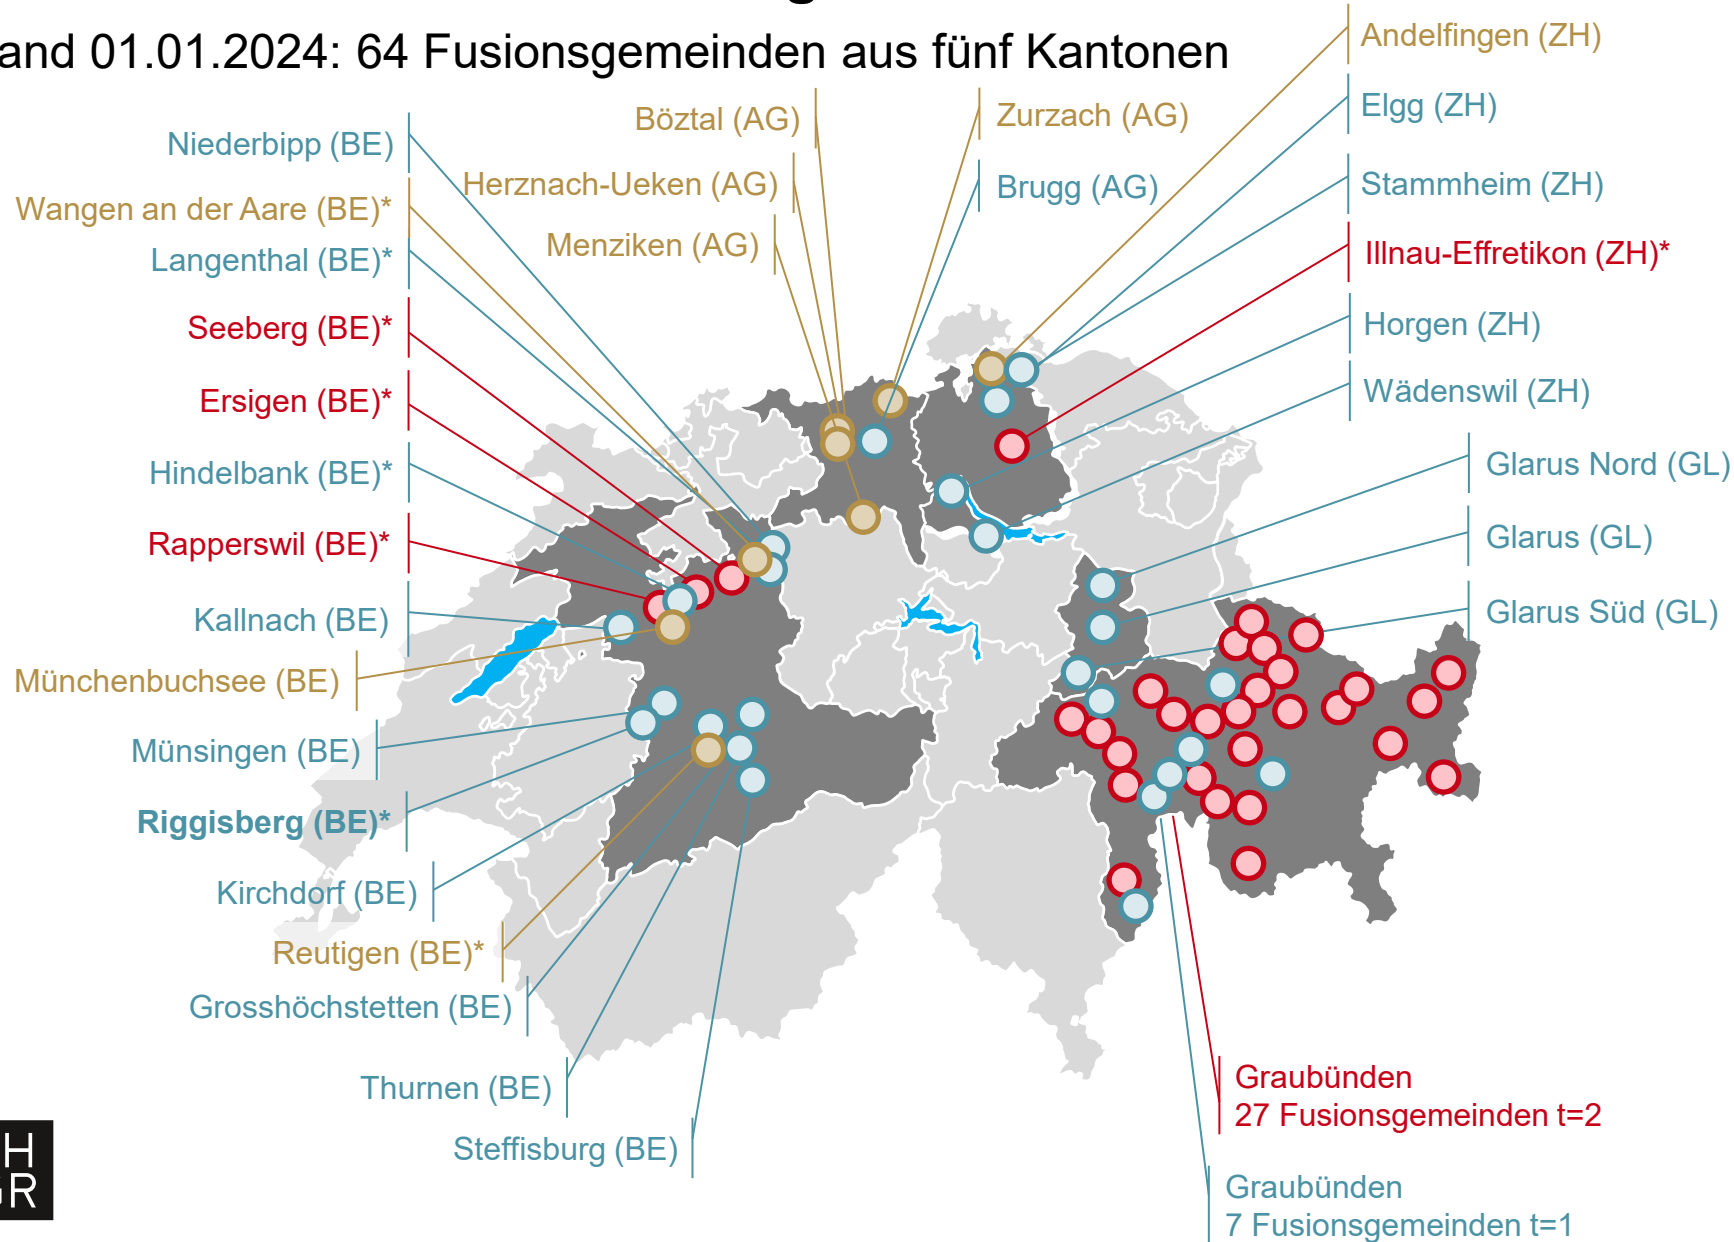 and 01.01.2024: 64 Fusionsgemeinden aus fünf Kantonen
Niederbipp (BE)
Wangen an der Aare (BE)*
Langenthal (BE)*
Seeberg (BE)*
Ersigen (BE)*
Hindelbank (BE)*
Rapperswil (BE)*
Kallnach (BE)
Münchenbuchsee (BE)
Münsingen (BE)
Riggisberg (BE)*
Kirchdorf (BE)
Reutigen (BE)*
Grosshöchstetten (BE)
Thurnen (BE)
Steffisburg (BE)
Böztal (AG)
Herznach-Ueken (AG)
Menziken (AG)
Zurzach (AG)
Brugg (AG)
Andelfingen (ZH)
Elgg (ZH)
Stammheim (ZH)
Illnau-Effretikon (ZH)*
Horgen (ZH)
Wädenswil (ZH)
Glarus Nord (GL)
Glarus (GL)
Glarus Süd (GL)
Graubünden
27 Fusionsgemeinden t=2
Graubünden
7 Fusionsgemeinden t=1
H
GR